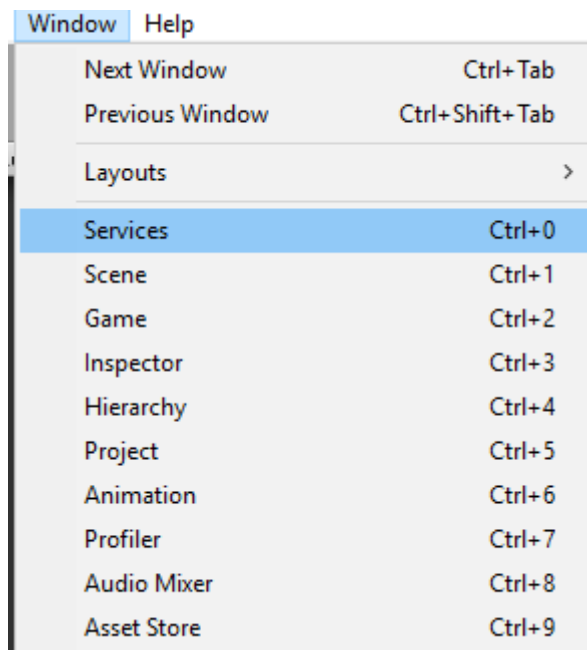 Window Help
Next Window Ctrl+Tab
Previous Window Ctrl+Shift+Tab
Layouts >
Services Ctrl+0
Scene Ctrl+1
Game Ctrl+2
Inspector Ctrl+3
Hierarchy Ctrl+4
Project Ctrl+5
Animation Ctrl+6
Profiler Ctrl+7
Audio Mixer Ctrl+8
Asset Store Ctrl+9